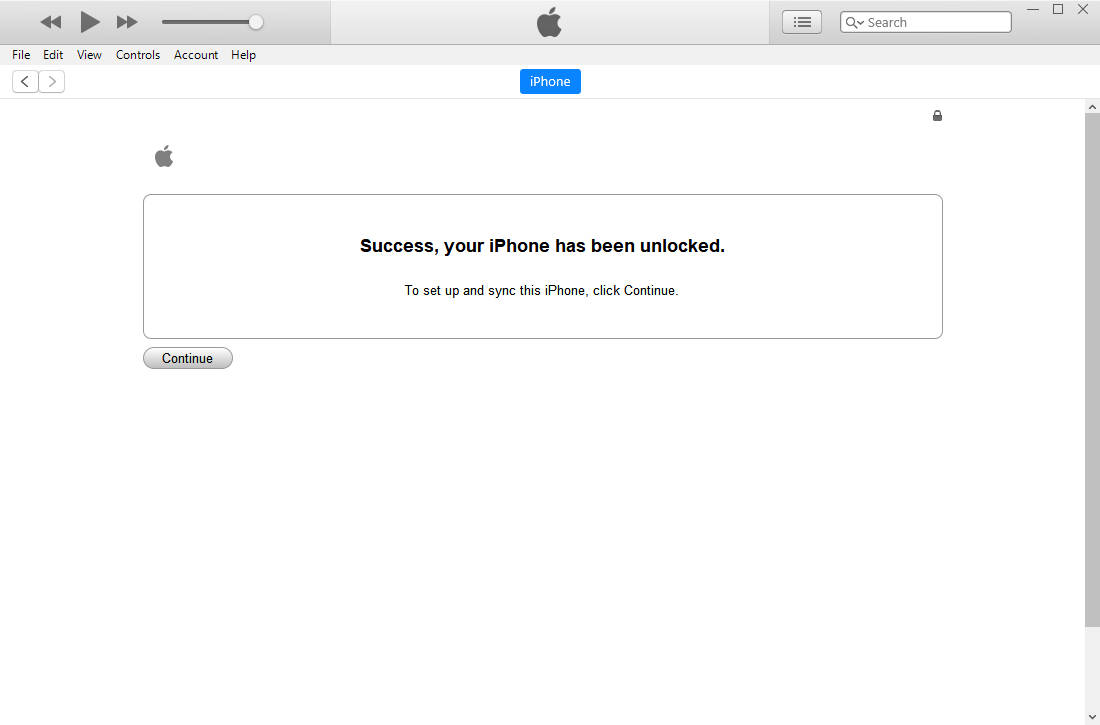 Search
File Edit View Controls Account Help
iPhone
Success, your iPhone has been unlocked.
To set up and sync this iPhone, click Continue.
Continue